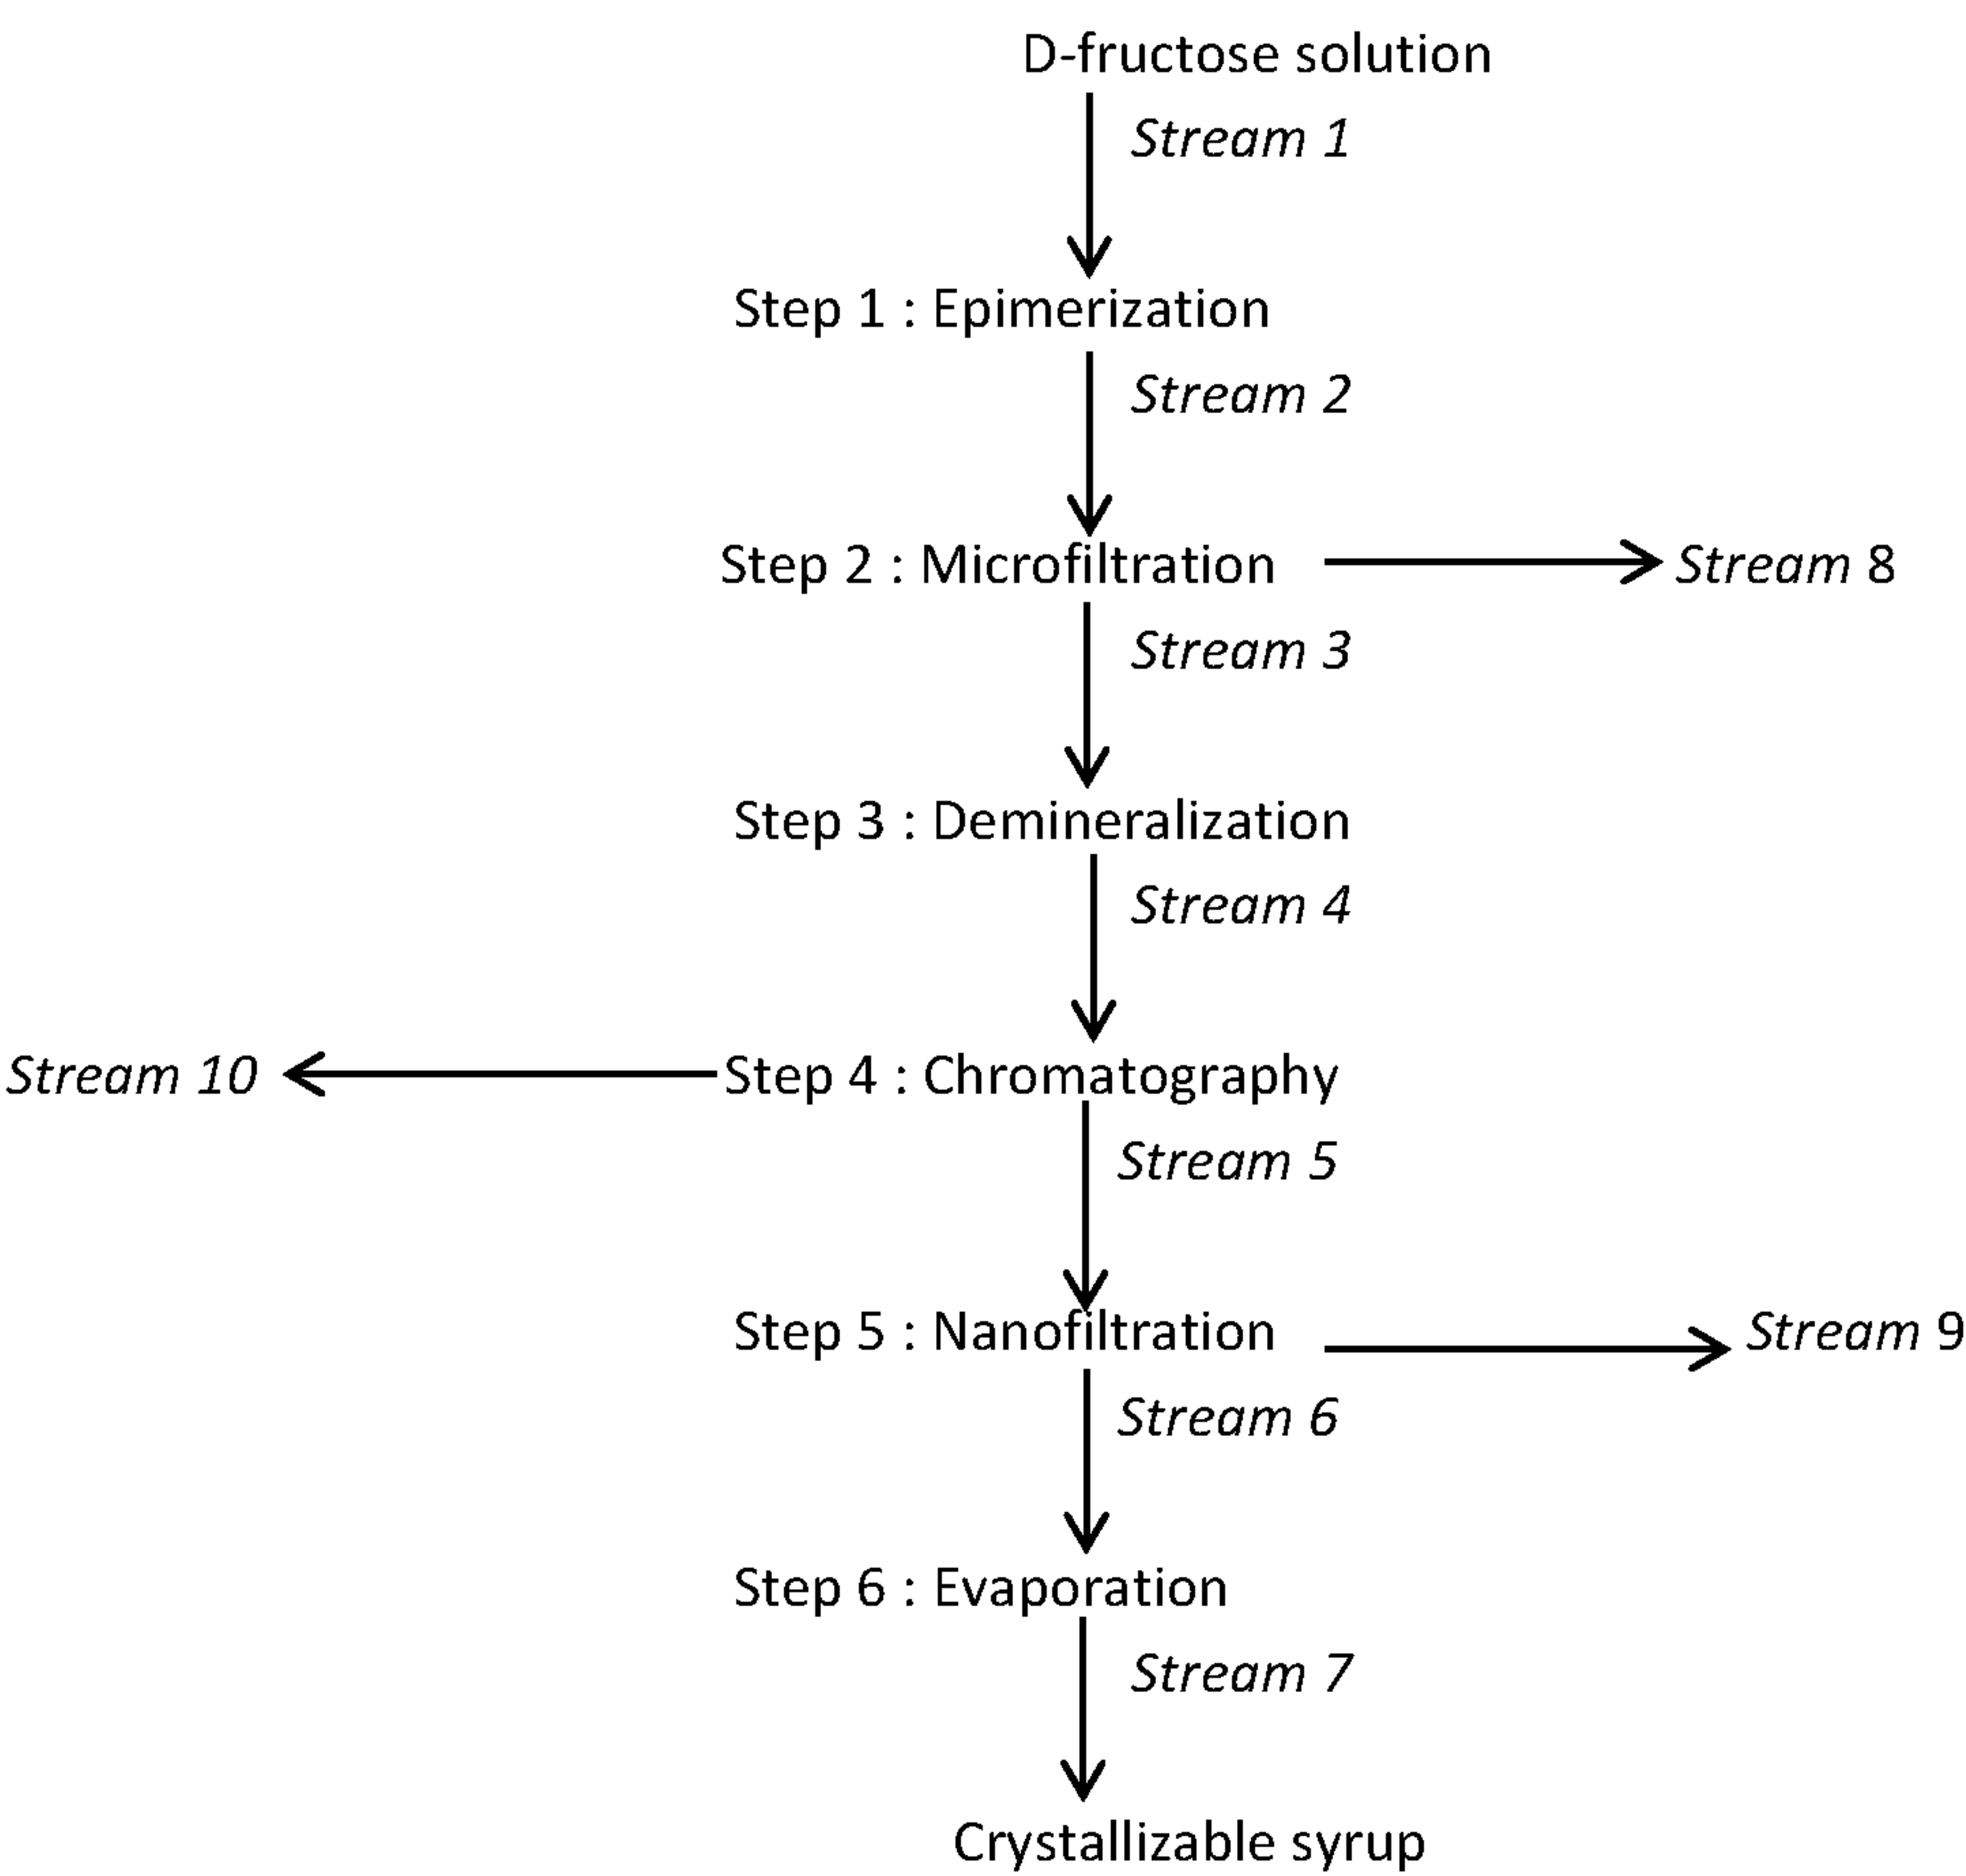 D-fructose solution
Stream 1
Step 1 : Epimerization
Stream 2
Step 2 : Microfiltration
Stream 8
Stream 3
Step 3 : Demineralization
Stream 4
Stream 10
Step 4 : Chromatography
Stream 5
Step 5 : Nanofiltration
Stream 9
Stream 6
Step 6 : Evaporation
Stream 7
Crystallizable syrup